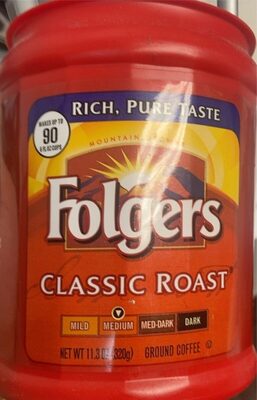 RICH, PURE TASTE
MAKES UP TO
90
6 FL OZ CUPS
MOUNTAIN GROWN
Folgers
CLASSIC ROAST
MILD MEDIUM MED-DARK DARK
NET WT 11.3 OZ (320g) GROUND COFFEE